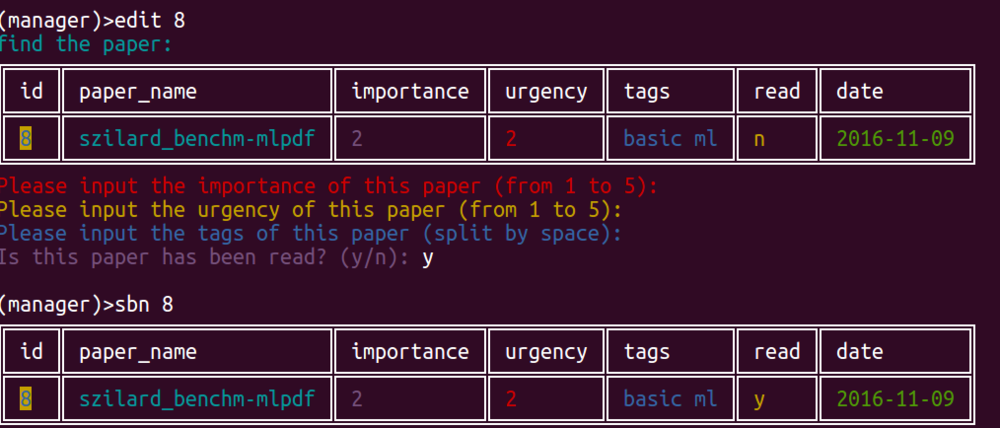 (manager)>edit 8
find the paper:
id paper_name importance urgency tags read date
8 szilard_benchm-mlpdf 2 2 basic ml n 2016-11-09
Please input the importance of this paper (from 1 to 5):
Please input the urgency of this paper (from 1 to 5):
Please input the tags of this paper (split by space):
Is this paper has been read? (y/n): y
(manager)>sbn 8
id paper_name importance urgency tags read date
8 szilard_benchm-mlpdf 2 2 basic ml y 2016-11-09